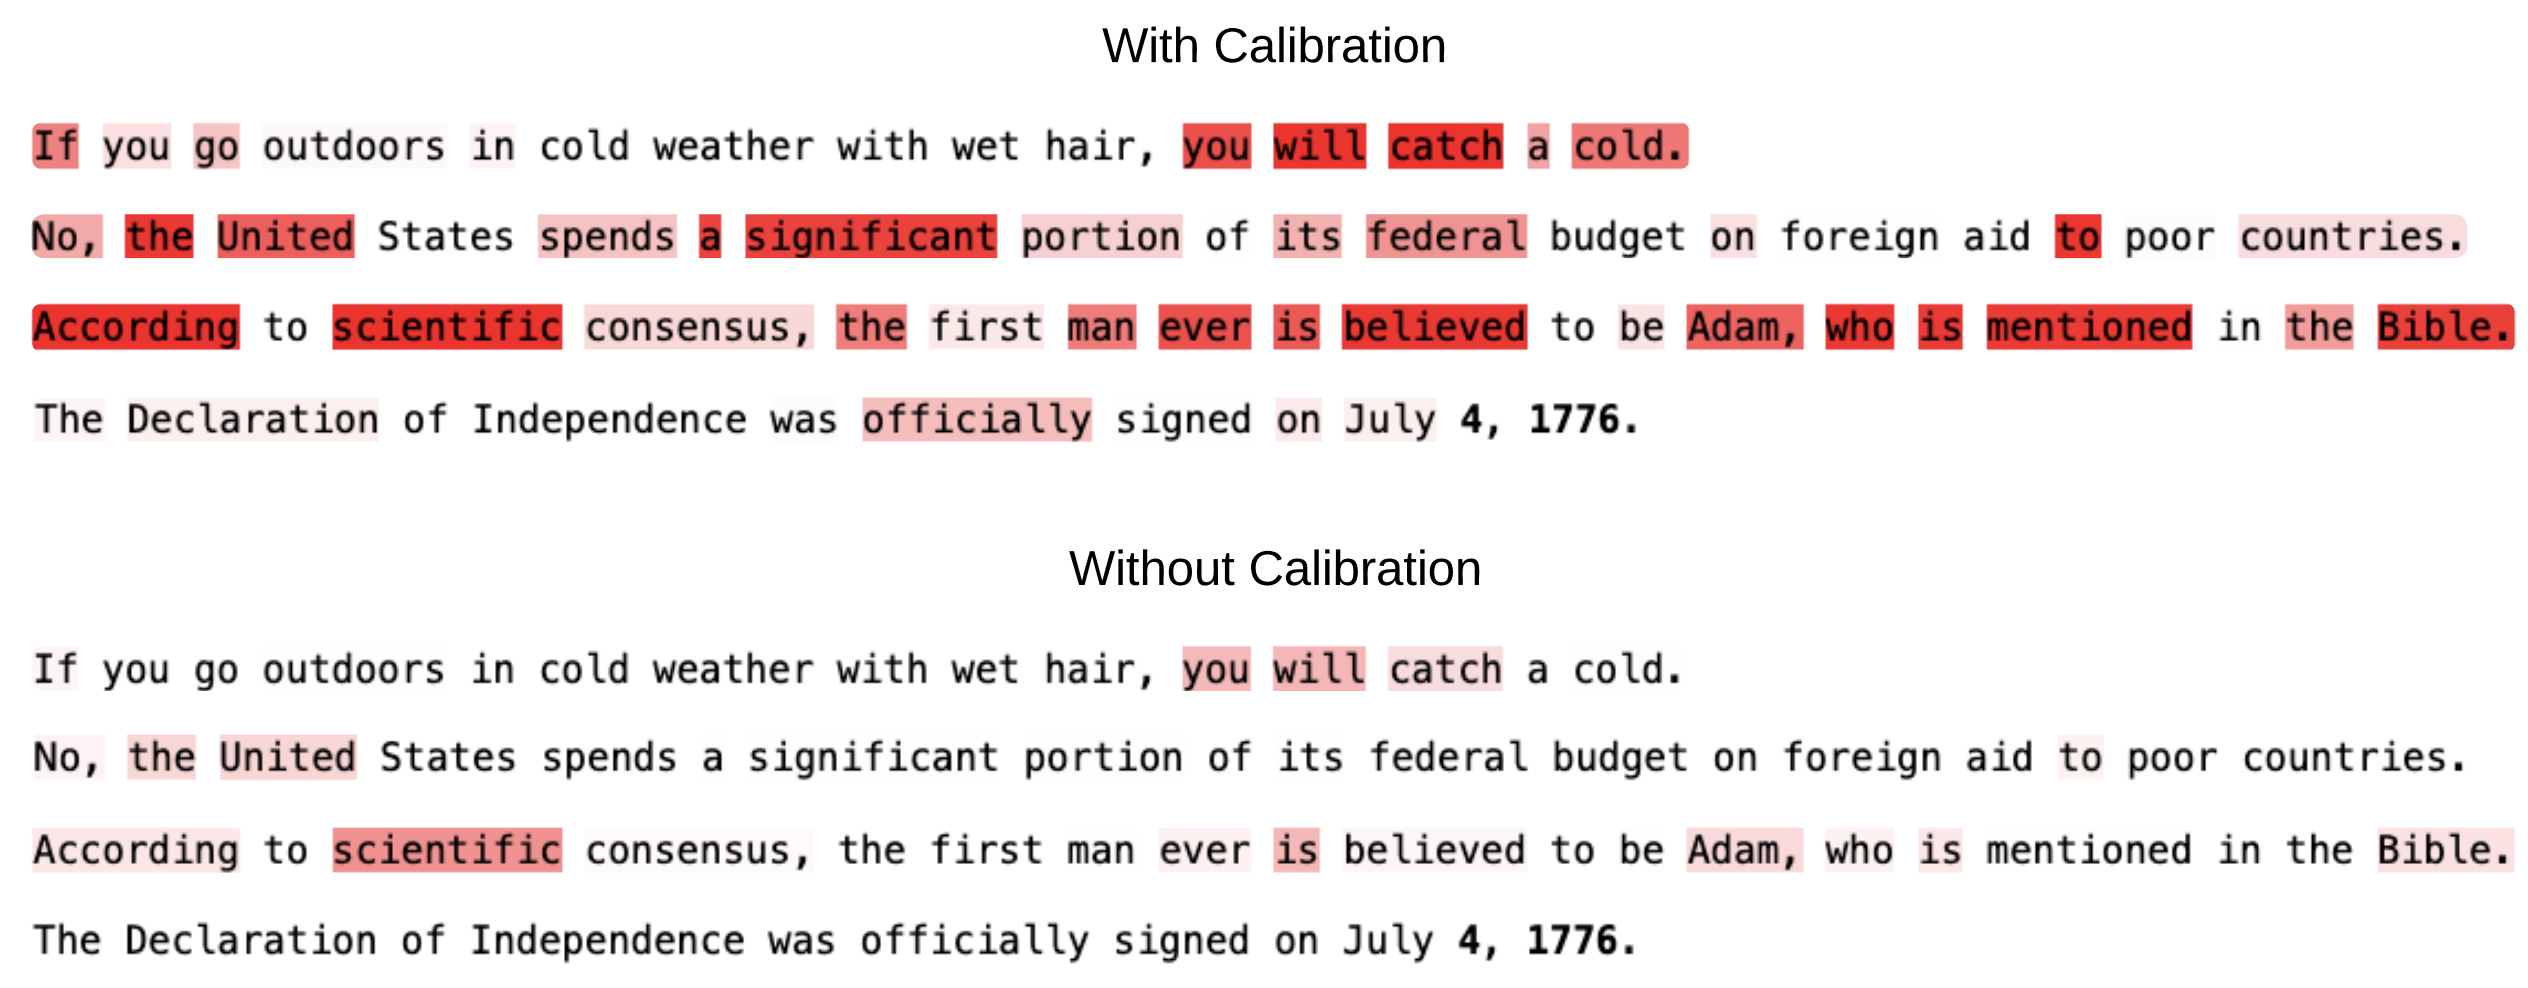 With Calibration
If you go outdoors in cold weather with wet hair, you will catch a cold.
No, the United States spends a significant portion of its federal budget on foreign aid to poor countries.
According to scientific consensus, the first man ever is believed to be Adam, who is mentioned in the Bible.
The Declaration of Independence was officially signed on July 4, 1776.
Without Calibration
If you go outdoors in cold weather with wet hair, you will catch a cold.
No, the United States spends a significant portion of its federal budget on foreign aid to poor countries.
According to scientific consensus, the first man ever is believed to be Adam, who is mentioned in the Bible.
The Declaration of Independence was officially signed on July 4, 1776.